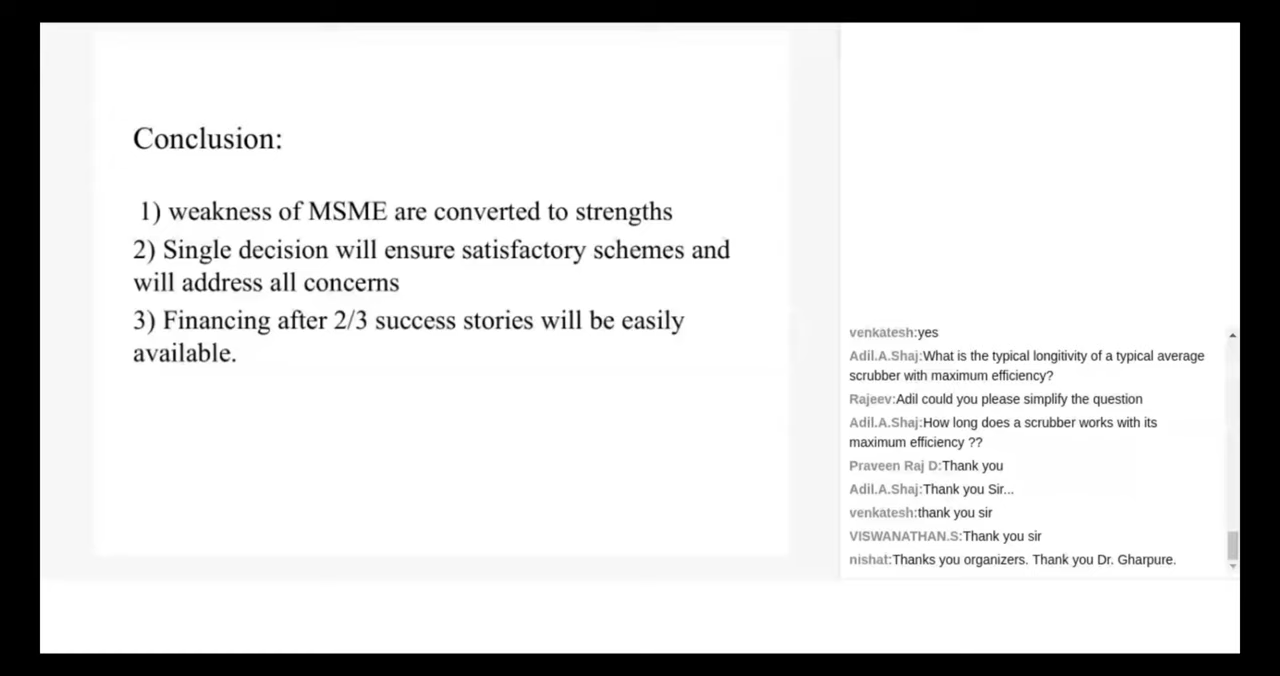 Conclusion:
1) weakness of MSME are converted to strengths
2) Single decision will ensure satisfactory schemes and
will address all concerns
3) Financing after 2/3 success stories will be easily
available.
venkatesh:yes
Adil.A.Shaj:What is the typical longitivity of a typical average
scrubber with maximum efficiency?
Rajeev:Adil could you please simplify the question
Adil.A.Shaj:How long does a scrubber works with its
maximum efficiency ??
Praveen Raj D:Thank you
Adil.A.Shaj:Thank you Sir...
venkatesh:thank you sir
VISWANATHAN.S:Thank you sir
nishat:Thanks you organizers. Thank you Dr. Gharpure.